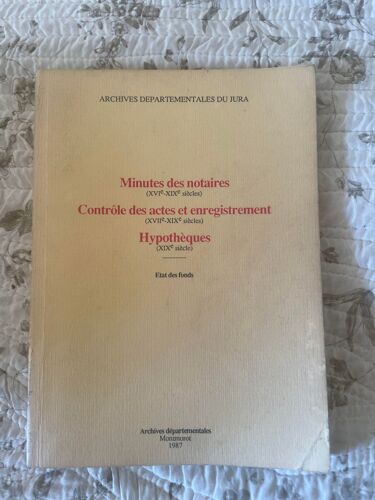 ARCHIVES DEPARTEMENTALES DU JURA
Minutes des notaires
(XVIe-XIXe siècles)
Contrôle des actes et enregistrement
(XVIIe-XIXe siècles)
Hypothèques
(XIXe siècle)
Etat des fonds
Archives départementales
Montmorot
1987